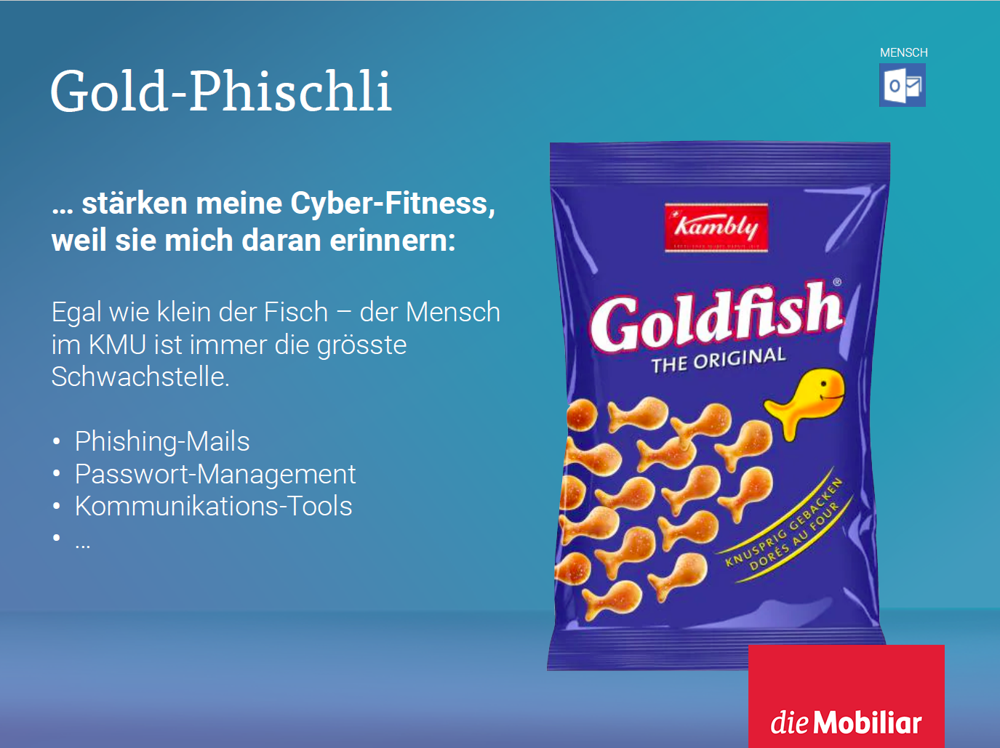 MENSCH
Gold-Phischli
... stärken meine Cyber-Fitness,
weil sie mich daran erinnern:
Egal wie klein der Fisch – der Mensch
im KMU ist immer die grösste
Schwachstelle.
• Phishing-Mails
• Passwort-Management
• Kommunikations-Tools
• ...
Kambly
Goldfish®
THE ORIGINAL
KNUSPRIG GEBACKEN
DORÉS AU FOUR
die Mobiliar